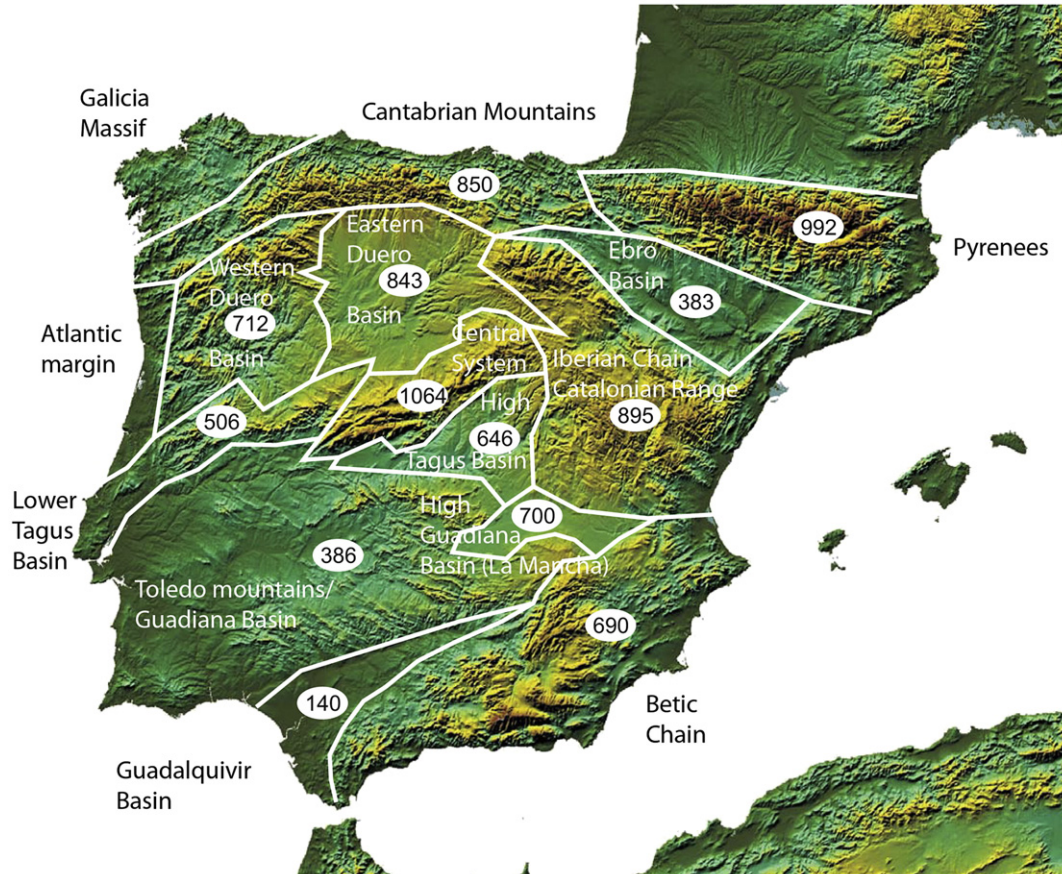 Galicia
Massif
Cantabrian Mountains
850
992
Pyrenees
Eastern
Duero
843
Basin
Western
Duero
712
Basin
Ebro
Basin
383
Atlantic
margin
Central
System
1064
Iberian Chain
Catalonian Range
895
506
High
646
Tagus Basin
Lower
Tagus
Basin
High
Guadiana
Basin (La Mancha)
700
386
Toledo mountains/
Guadiana Basin
690
140
Betic
Chain
Guadalquivir
Basin